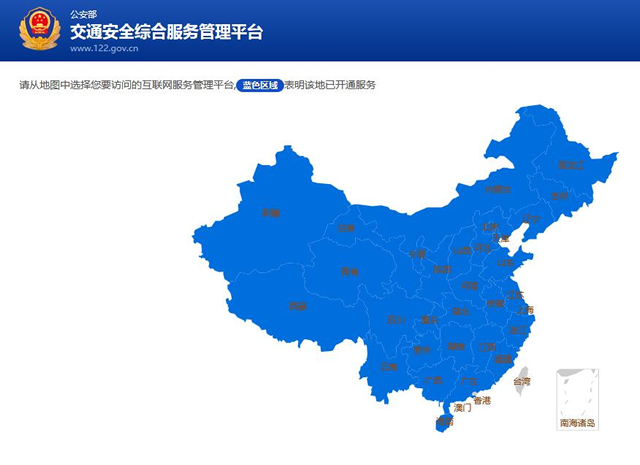 公安部
交通安全综合服务管理平台
www.122.gov.cn
请从地图中选择您要访问的互联网服务管理平台,蓝色区域表明该地已开通服务
黑龙江
内蒙古
吉林
辽宁
新疆
北京
天津
甘肃
宁夏
山西
河北
山东
青海
陕西
河南
江苏
西藏
安徽
上海
四川
重庆
湖北
浙江
贵州
湖南
江西
福建
云南
广西
广东
台湾
香港
澳门
海南
南海诸岛